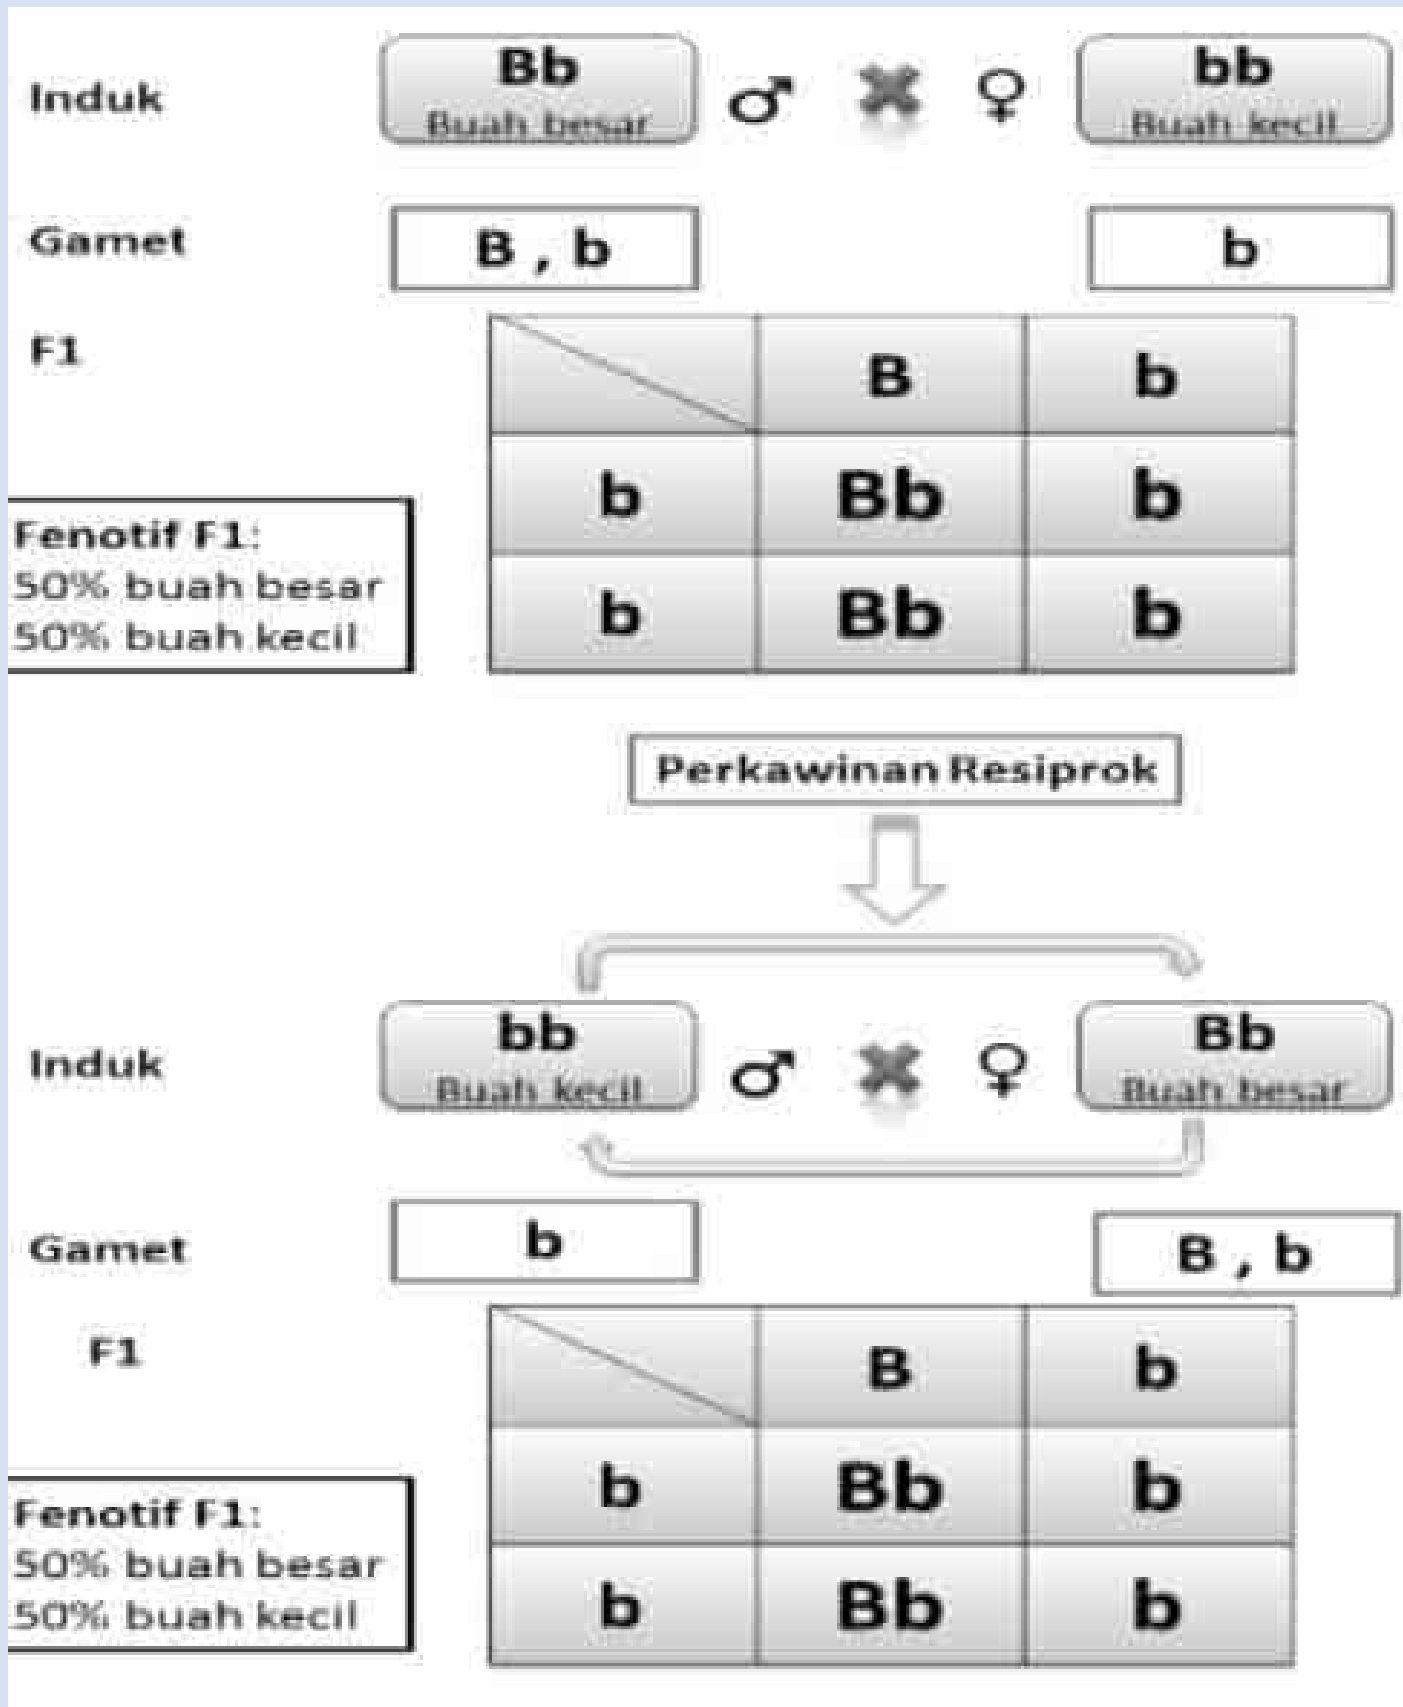 Induk
Bb
Buah besar
♂
✖
♀
bb
Buah kecil
Gamet
B , b
b
F1
B
b
b
Bb
b
b
Bb
b
Fenotif F1:
50% buah besar
50% buah kecil
Perkawinan Resiprok
Induk
bb
Buah kecil
♂
✖
♀
Bb
Buah besar
Gamet
b
B , b
F1
B
b
b
Bb
b
b
Bb
b
Fenotif F1:
50% buah besar
50% buah kecil